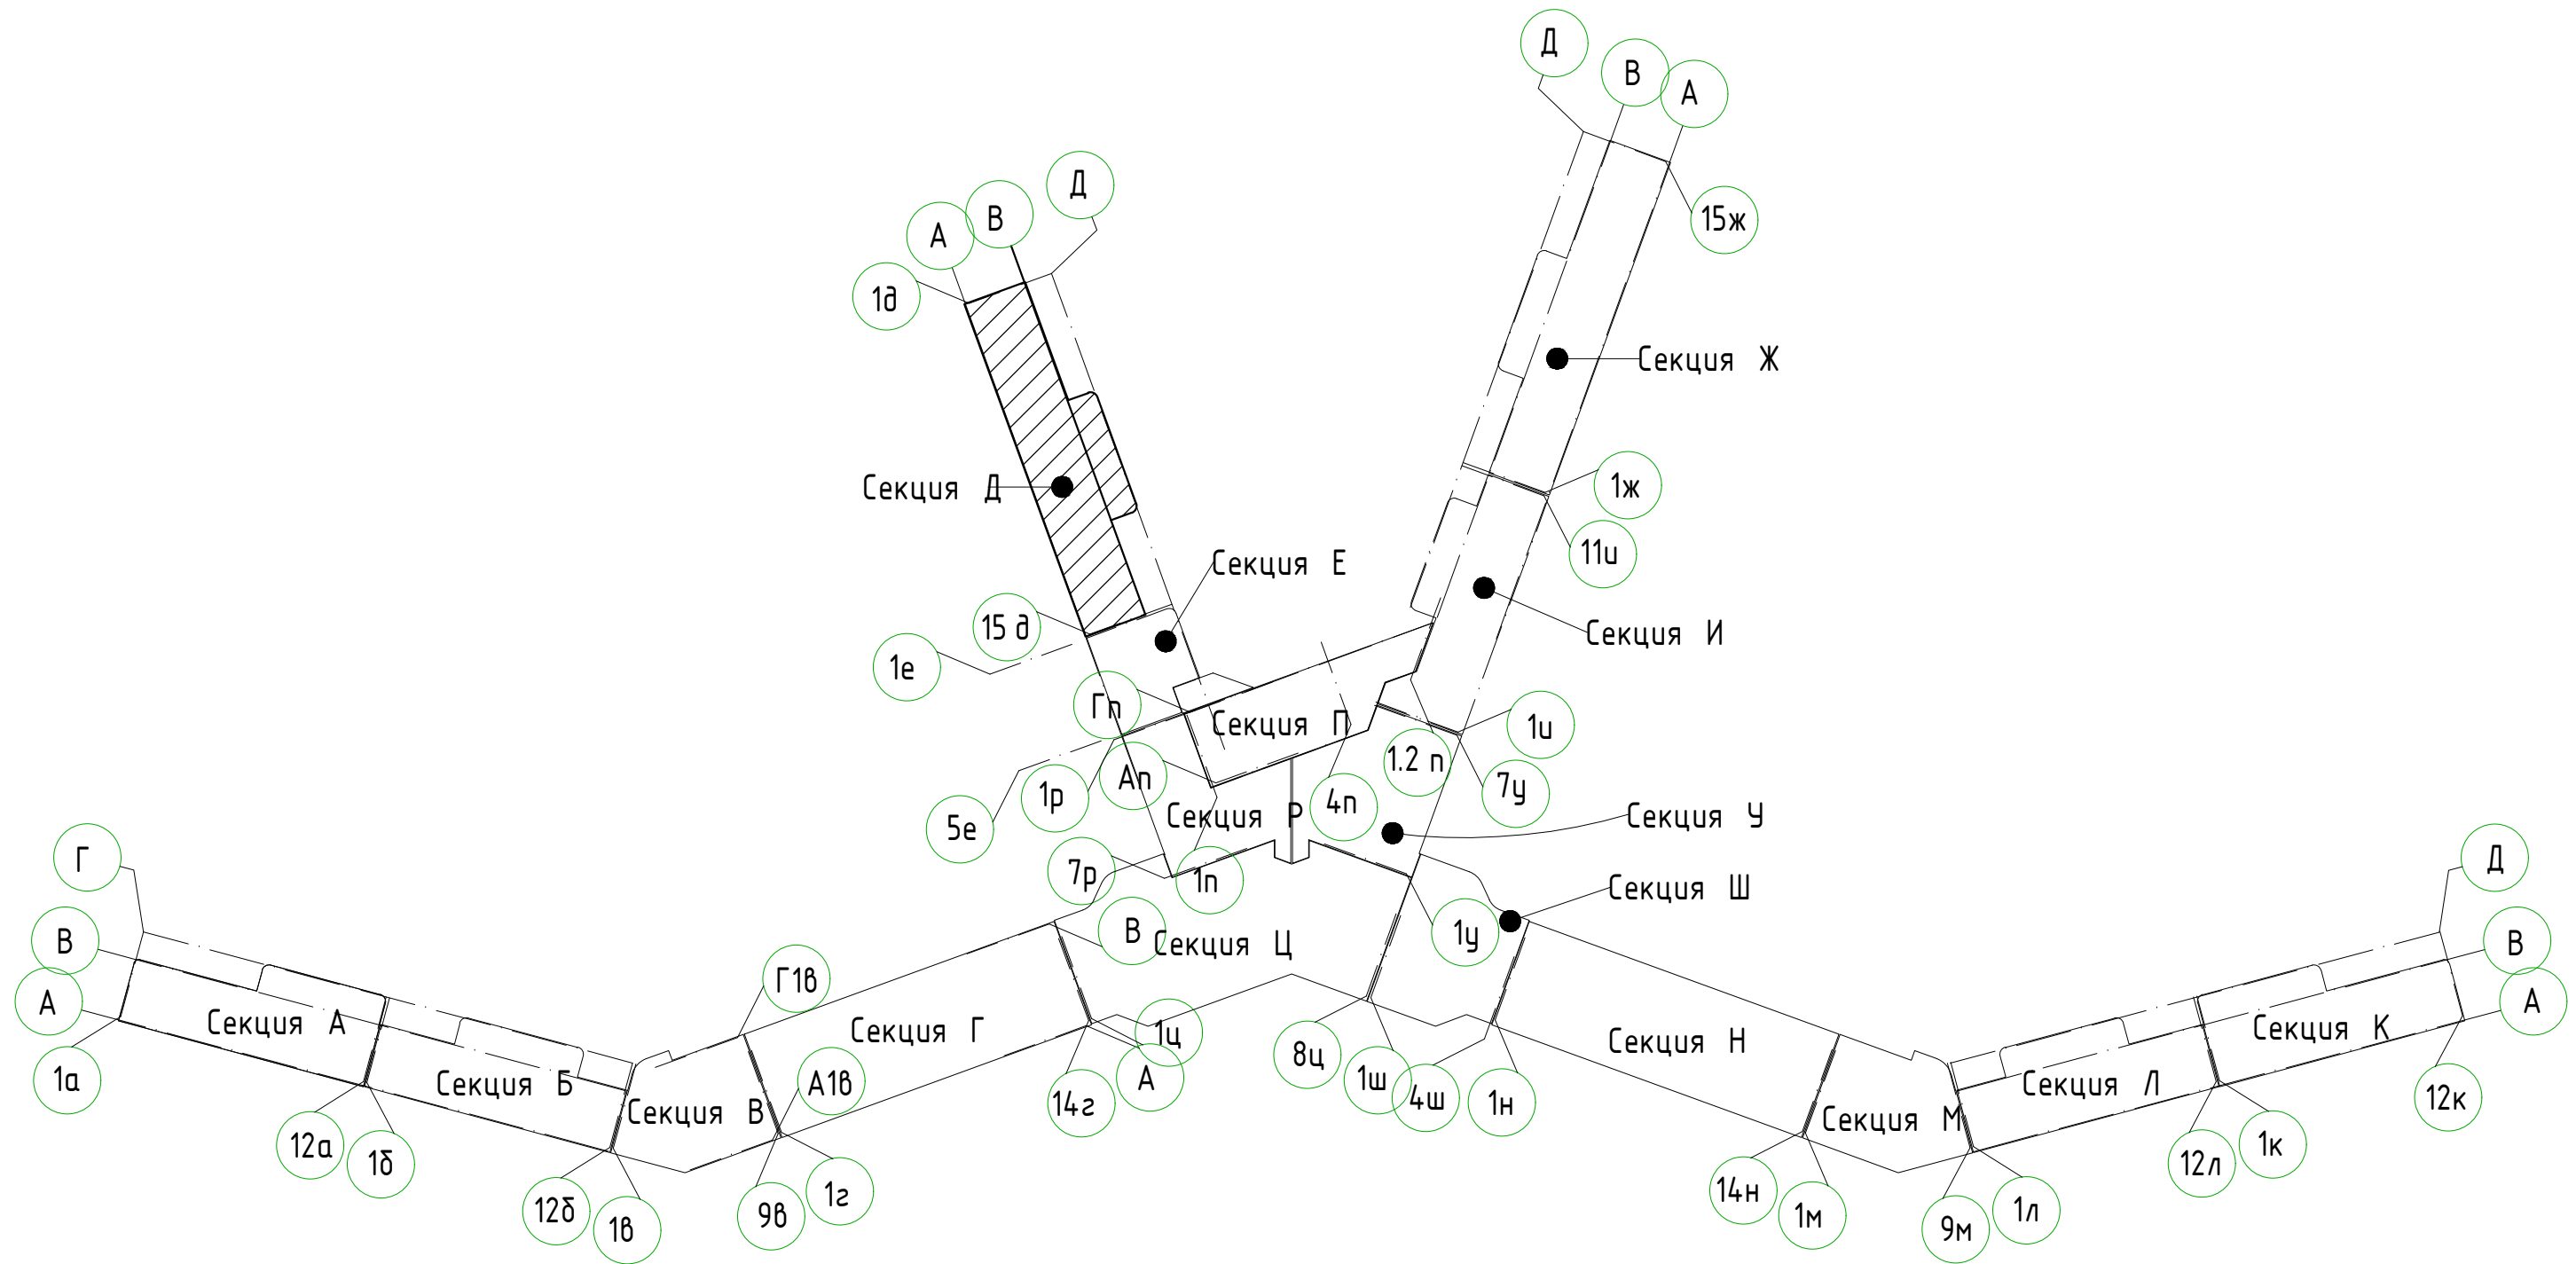 Д
В
А
Д
В
А
15ж
1д
Секция Ж
1ж
Секция Д
11и
Секция Е
15 д
Секция И
1е
Гп
Секция П
1и
1.2 п
Ап
7у
1р
4п
5е
Секция Р
Секция У
Г
7р
1п
Д
Секция Ш
В
В
1у
Секция Ц
В
А
Г1в
А
Секция А
Секция Г
1ц
Секция Н
Секция К
8ц
1а
Секция Б
А1в
А
1ш
Секция Л
14г
4ш
1н
12к
Секция В
Секция М
12а
1б
1к
12л
1г
14н
12б
1в
9в
1м
9м
1л